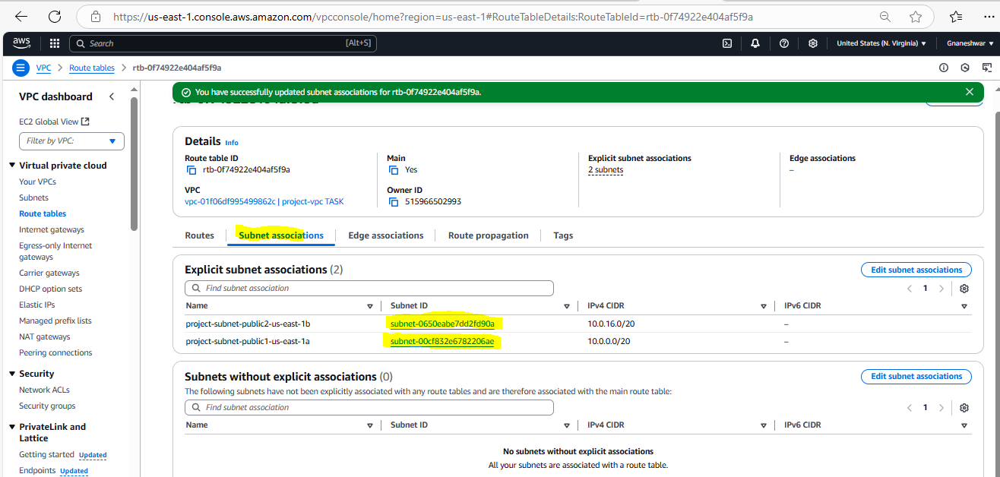 https://us-east-1.console.aws.amazon.com/vpcconsole/home?region=us-east-1#RouteTableDetails:RouteTableId=rtb-0f74922e404af5f9a
aws Search [Alt+S] United States (N. Virginia) Gnaneshwar
VPC > Route tables > rtb-0f74922e404af5f9a
VPC dashboard
EC2 Global View
Filter by VPC:
Virtual private cloud
Your VPCs
Subnets
Route tables
Internet gateways
Egress-only Internet
gateways
Carrier gateways
DHCP option sets
Elastic IPs
Managed prefix lists
NAT gateways
Peering connections
Security
Network ACLs
Security groups
PrivateLink and
Lattice
Getting started Updated
Endpoints Updated
You have successfully updated subnet associations for rtb-0f74922e404af5f9a.
Details Info
Route table ID
rtb-0f74922e404af5f9a
Main
Yes
Explicit subnet associations
2 subnets
Edge associations
–
VPC
vpc-01f06df995499862c | project-vpc TASK
Owner ID
515966502993
Routes Subnet associations Edge associations Route propagation Tags
Explicit subnet associations (2) Edit subnet associations
Find subnet association 1
Name Subnet ID IPv4 CIDR IPv6 CIDR
project-subnet-public2-us-east-1b subnet-0650eabe7dd2fd90a 10.0.16.0/20 –
project-subnet-public1-us-east-1a subnet-00cf832e6782206ae 10.0.0.0/20 –
Subnets without explicit associations (0) Edit subnet associations
The following subnets have not been explicitly associated with any route tables and are therefore associated with the main route table:
Find subnet association 1
Name Subnet ID IPv4 CIDR IPv6 CIDR
No subnets without explicit associations
All your subnets are associated with a route table.